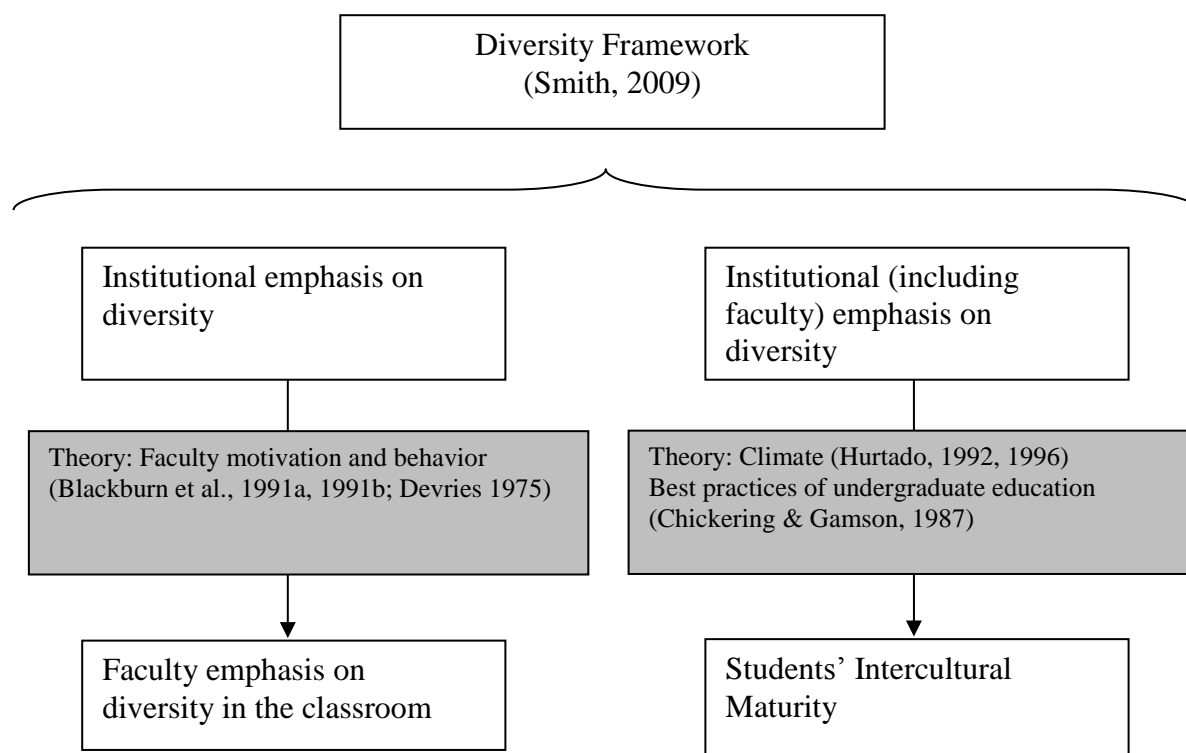 Diversity Framework
(Smith, 2009)
Institutional emphasis on
diversity
Institutional (including
faculty) emphasis on
diversity
Theory: Faculty motivation and behavior
(Blackburn et al., 1991a, 1991b; Devries 1975)
Theory: Climate (Hurtado, 1992, 1996)
Best practices of undergraduate education
(Chickering & Gamson, 1987)
Faculty emphasis on
diversity in the classroom
Students’ Intercultural
Maturity